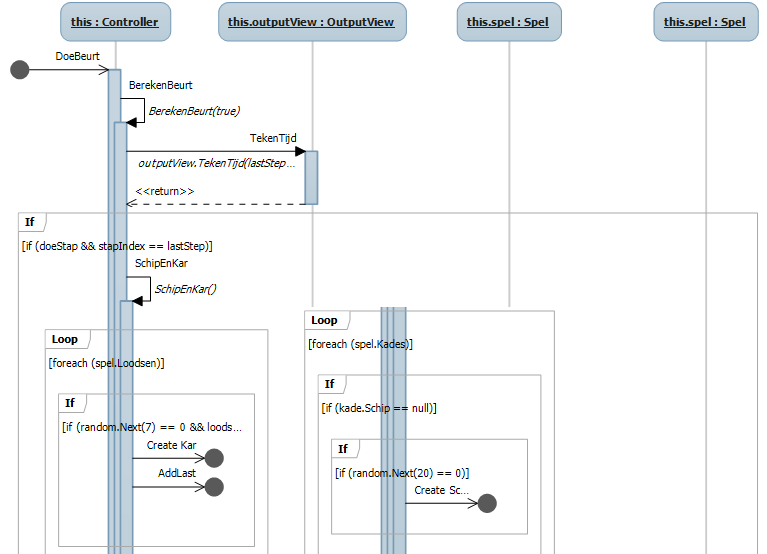 this : Controller
this.outputView : OutputView
this.spel : Spel
this.spel : Spel
DoeBeurt
BerekenBeurt
BerekenBeurt(true)
TekenTijd
outputView.TekenTijd(lastStep...
<<return>>
If
[if (doeStap && stapIndex == lastStep)]
SchipEnKar
SchipEnKar()
Loop
[foreach (spel.Loodsen)]
If
[if (random.Next(7) == 0 && loods...
Create Kar
AddLast
Loop
[foreach (spel.Kades)]
If
[if (kade.Schip == null)]
If
[if (random.Next(20) == 0)]
Create Sc...